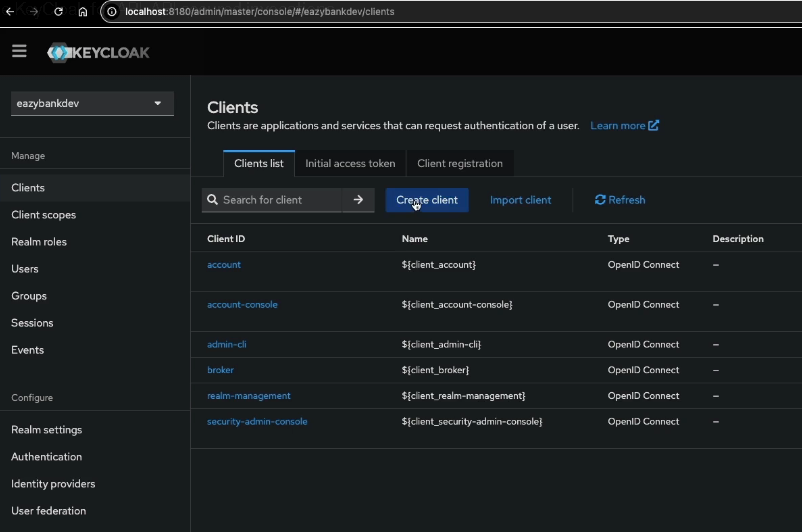 localhost:8180/admin/master/console/#/eazybankdev/clients
KEYCLOAK
eazybankdev
Manage
Clients
Client scopes
Realm roles
Users
Groups
Sessions
Events
Configure
Realm settings
Authentication
Identity providers
User federation
Clients
Clients are applications and services that can request authentication of a user. Learn more
Clients list Initial access token Client registration
Search for client Create client Import client Refresh
Client ID Name Type Description
account ${client_account} OpenID Connect –
account-console ${client_account-console} OpenID Connect –
admin-cli ${client_admin-cli} OpenID Connect –
broker ${client_broker} OpenID Connect –
realm-management ${client_realm-management} OpenID Connect –
security-admin-console ${client_security-admin-console} OpenID Connect –